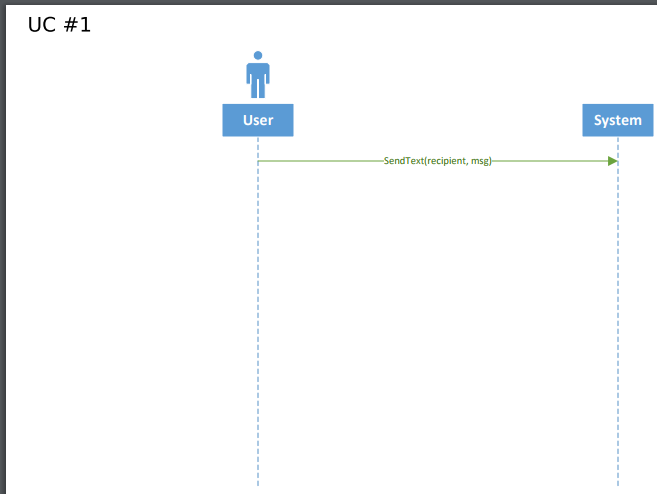 UC #1
User
System
SendText(recipient, msg)